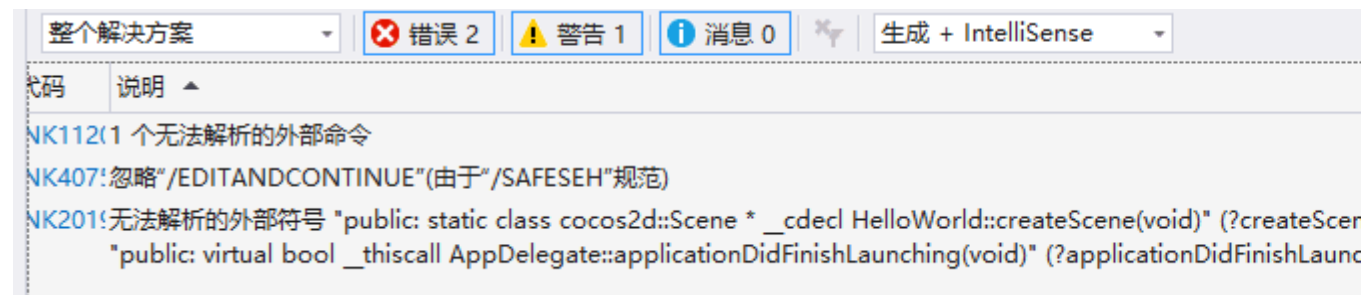 整个解决方案 错误 2 警告 1 消息 0 生成 + IntelliSense
代码 说明
NK112( 1 个无法解析的外部命令
NK407! 忽略“/EDITANDCONTINUE”(由于“/SAFESEH”规范)
NK201! 无法解析的外部符号 "public: static class cocos2d::Scene * __cdecl HelloWorld::createScene(void)" (?createScen
"public: virtual bool __thiscall AppDelegate::applicationDidFinishLaunching(void)" (?applicationDidFinishLaunc